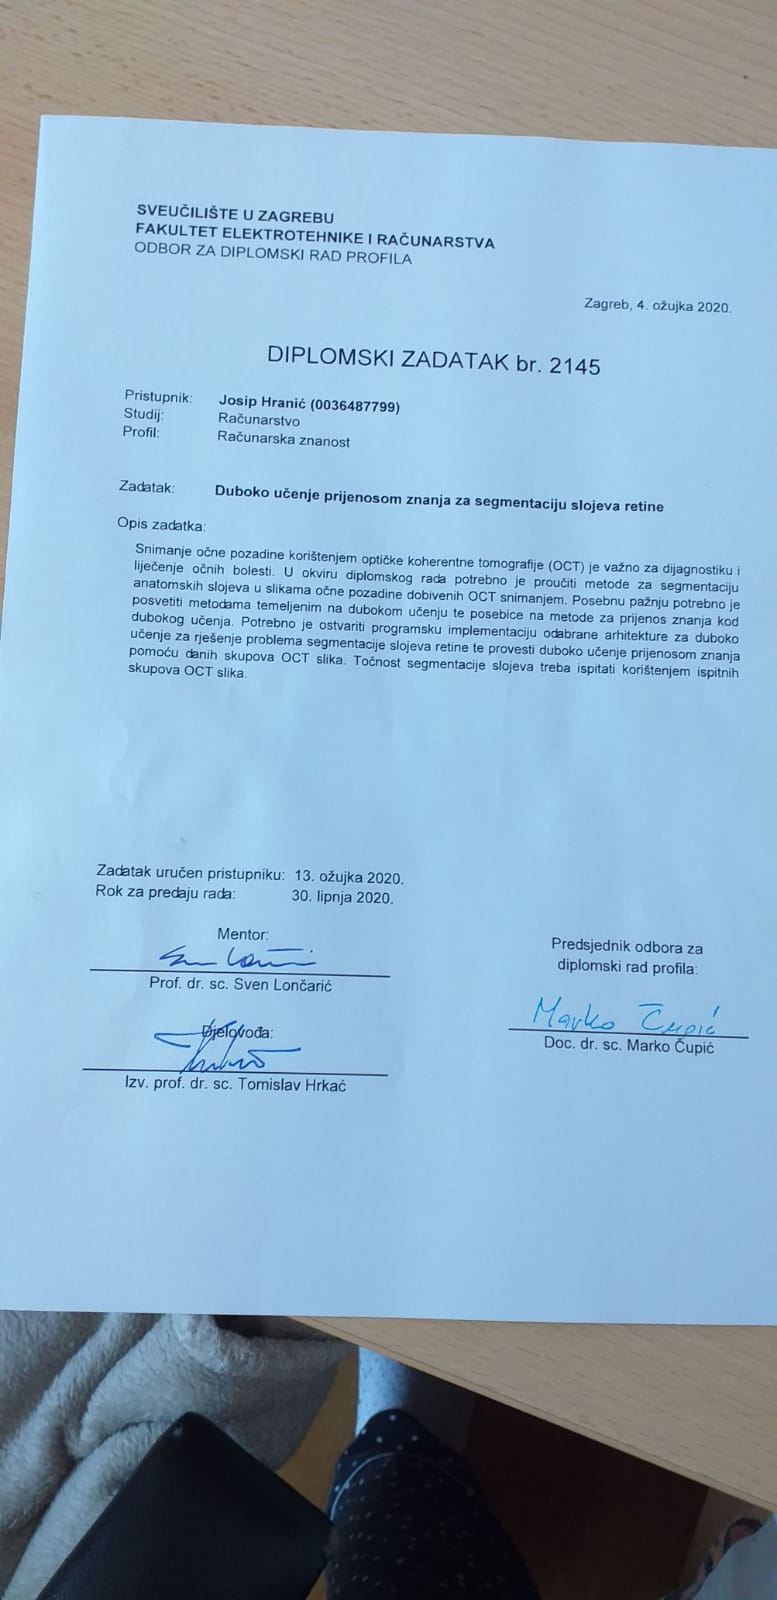 SVEUČILIŠTE U ZAGREBU
FAKULTET ELEKTROTEHNIKE I RAČUNARSTVA
ODBOR ZA DIPLOMSKI RAD PROFILA
Zagreb, 4. ožujka 2020.
DIPLOMSKI ZADATAK br. 2145
Pristupnik: Josip Hranić (0036487799)
Studij: Računarstvo
Profil: Računarska znanost
Zadatak: Duboko učenje prijenosom znanja za segmentaciju slojeva retine
Opis zadatka:
Snimanje očne pozadine korištenjem optičke koherentne tomografije (OCT) je važno za dijagnostiku i
liječenje očnih bolesti. U okviru diplomskog rada potrebno je proučiti metode za segmentaciju
anatomskih slojeva u slikama očne pozadine dobivenih OCT snimanjem. Posebnu pažnju potrebno je
posvetiti metodama temeljenim na dubokom učenju te posebice na metode za prijenos znanja kod
dubokog učenja. Potrebno je ostvariti programsku implementaciju odabrane arhitekture za duboko
učenje za rješenje problema segmentacije slojeva retine te provesti duboko učenje prijenosom znanja
pomoću danih skupova OCT slika. Točnost segmentacije slojeva treba ispitati korištenjem ispitnih
skupova OCT slika.
Zadatak uručen pristupniku: 13. ožujka 2020.
Rok za predaju rada: 30. lipnja 2020.
Mentor:
Prof. dr. sc. Sven Lončarić
Djelovođa:
Izv. prof. dr. sc. Tomislav Hrkać
Predsjednik odbora za
diplomski rad profila:
Marko Čupić
Doc. dr. sc. Marko Čupić